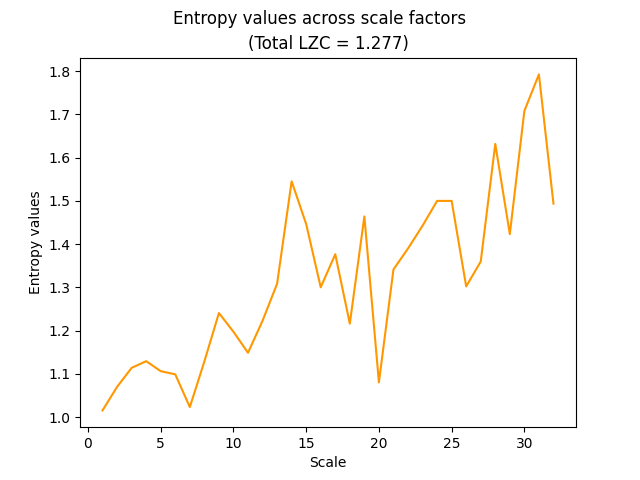 Entropy values across scale factors
(Total LZC = 1.277)
1.8
1.7
1.6
1.5
1.4
1.3
1.2
1.1
1.0
Entropy values
0 5 10 15 20 25 30
Scale